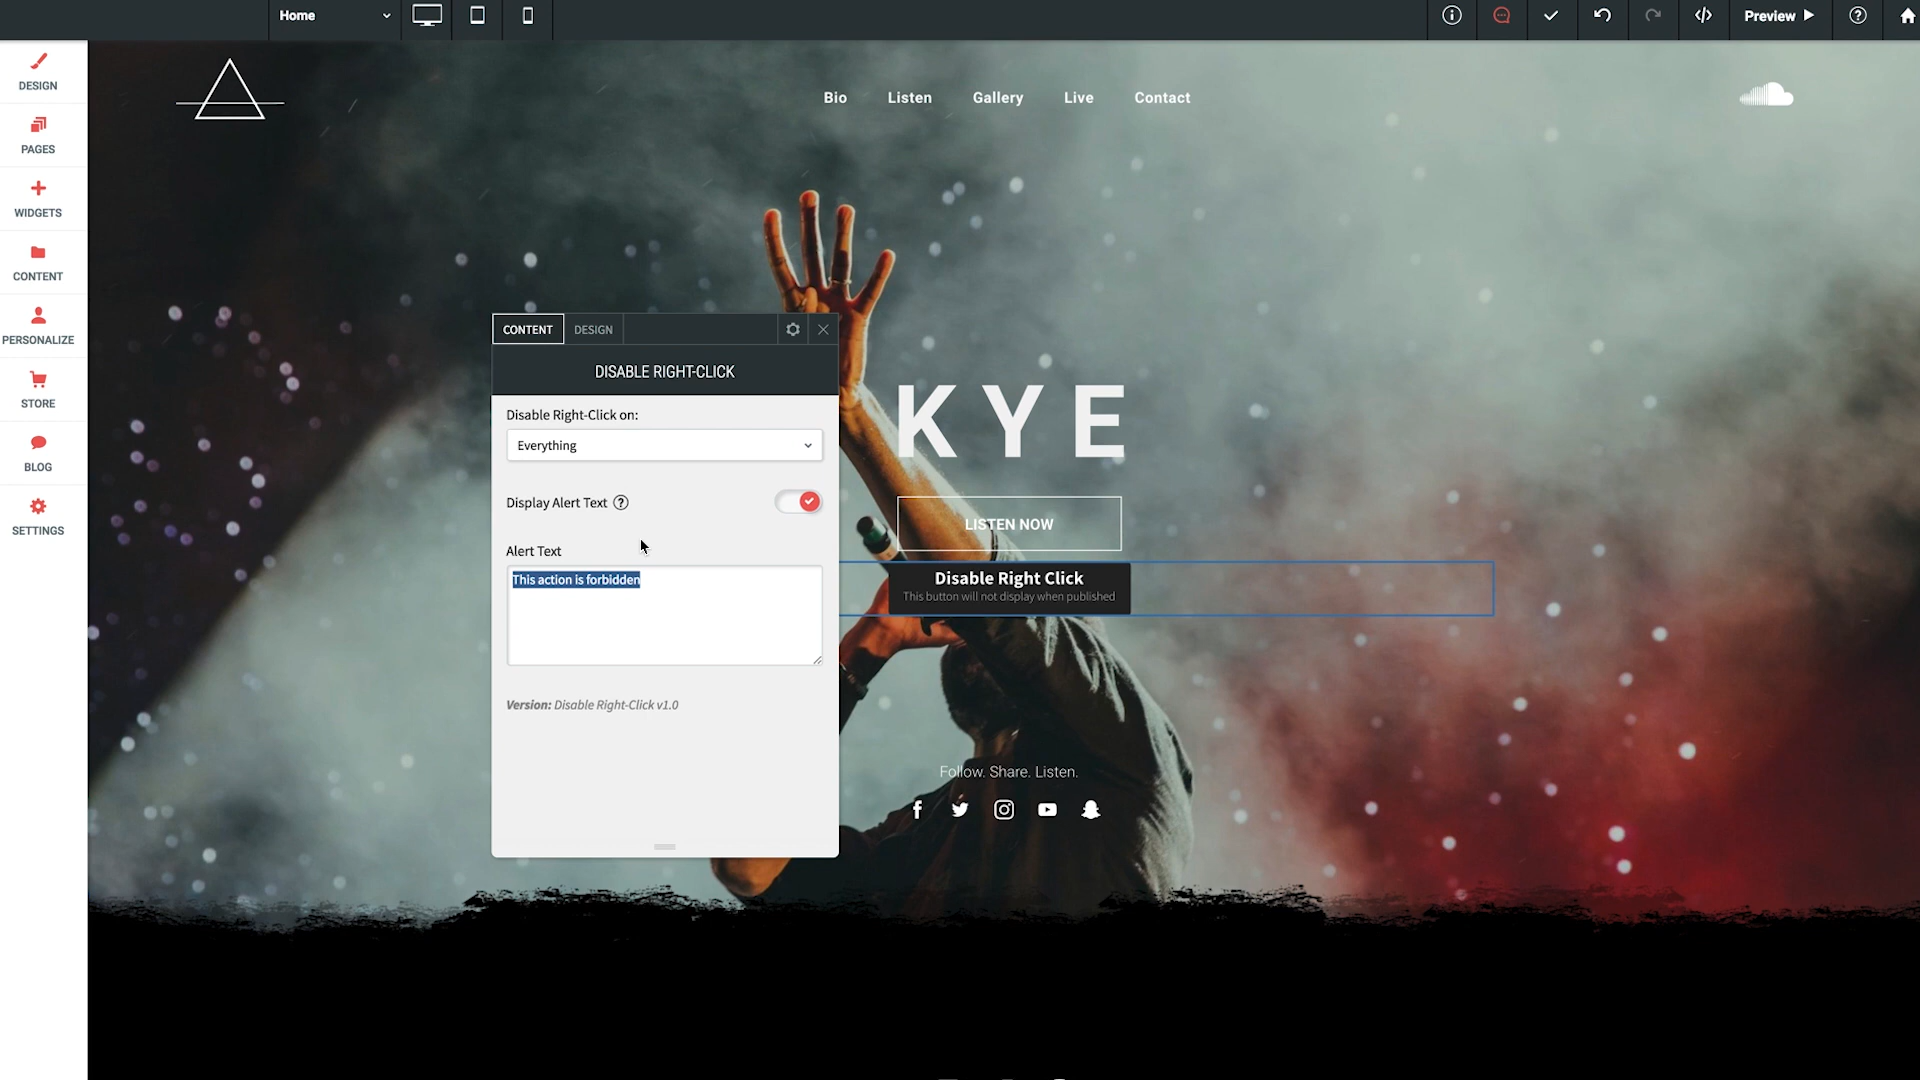 Home
Preview
DESIGN
PAGES
WIDGETS
CONTENT
PERSONALIZE
STORE
BLOG
SETTINGS
Bio Listen Gallery Live Contact
CONTENT DESIGN
DISABLE RIGHT-CLICK
Disable Right-Click on:
Everything
Display Alert Text ?
Alert Text
This action is forbidden
Version: Disable Right-Click v1.0
KYE
LISTEN NOW
Disable Right Click
This button will not display when published
Follow. Share. Listen.